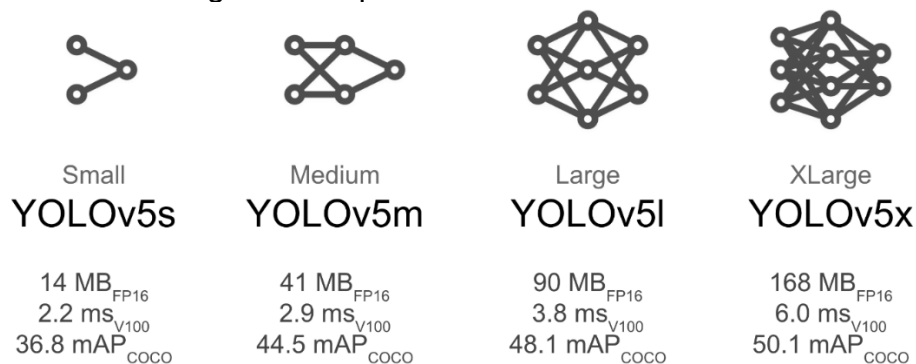 Small
YOLOv5s
14 MB FP16
2.2 ms V100
36.8 mAP COCO
Medium
YOLOv5m
41 MB FP16
2.9 ms V100
44.5 mAP COCO
Large
YOLOv5l
90 MB FP16
3.8 ms V100
48.1 mAP COCO
XLarge
YOLOv5x
168 MB FP16
6.0 ms V100
50.1 mAP COCO